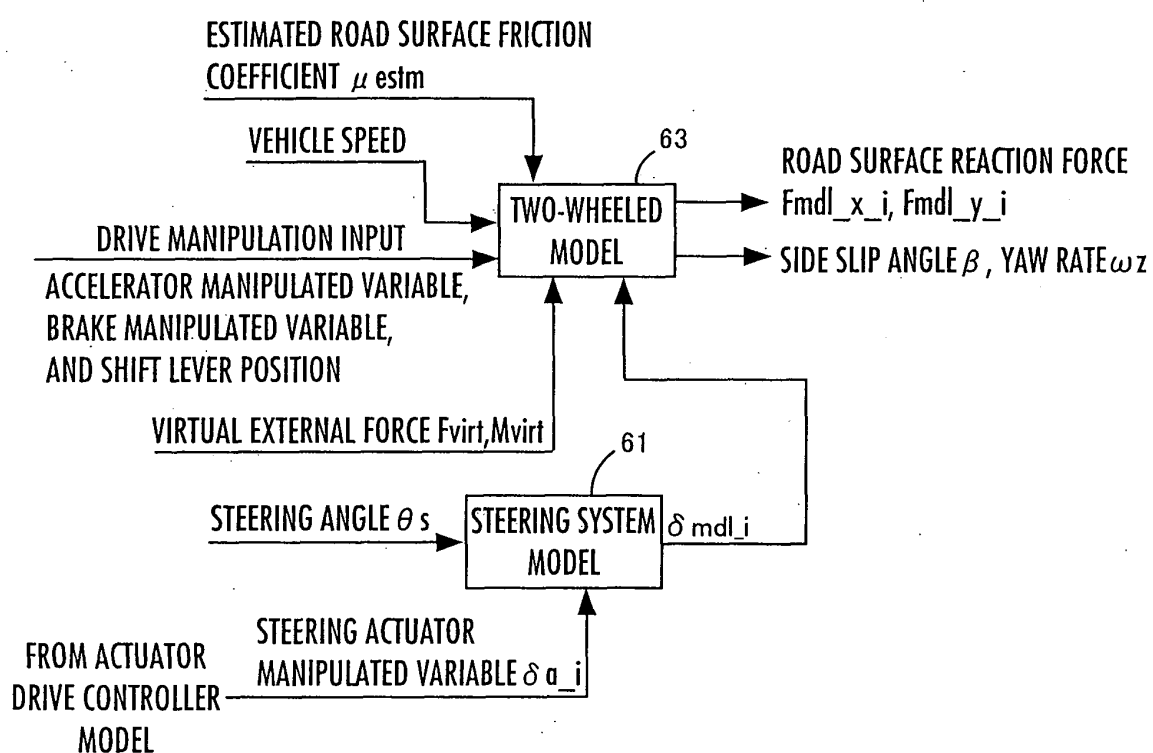 ESTIMATED ROAD SURFACE FRICTION
COEFFICIENT μ estm
VEHICLE SPEED
63
ROAD SURFACE REACTION FORCE
Fmdl_x_i, Fmdl_y_i
TWO-WHEELED
MODEL
DRIVE MANIPULATION INPUT
SIDE SLIP ANGLE β, YAW RATE ωz
ACCELERATOR MANIPULATED VARIABLE,
BRAKE MANIPULATED VARIABLE,
AND SHIFT LEVER POSITION
VIRTUAL EXTERNAL FORCE Fvirt,Mvirt
61
STEERING ANGLE θ s
STEERING SYSTEM
MODEL
δ mdl_i
STEERING ACTUATOR
MANIPULATED VARIABLE δ a_i
FROM ACTUATOR
DRIVE CONTROLLER
MODEL